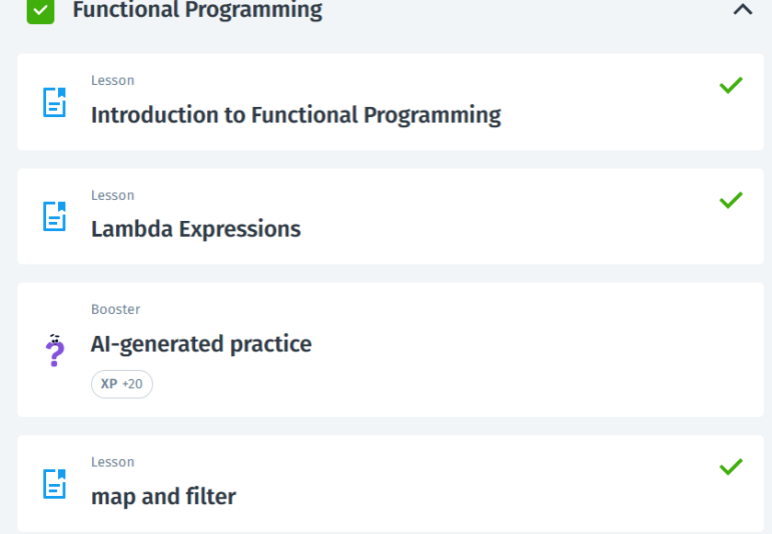 Functional Programming
Lesson
Introduction to Functional Programming
Lesson
Lambda Expressions
Booster
AI-generated practice
XP +20
Lesson
map and filter